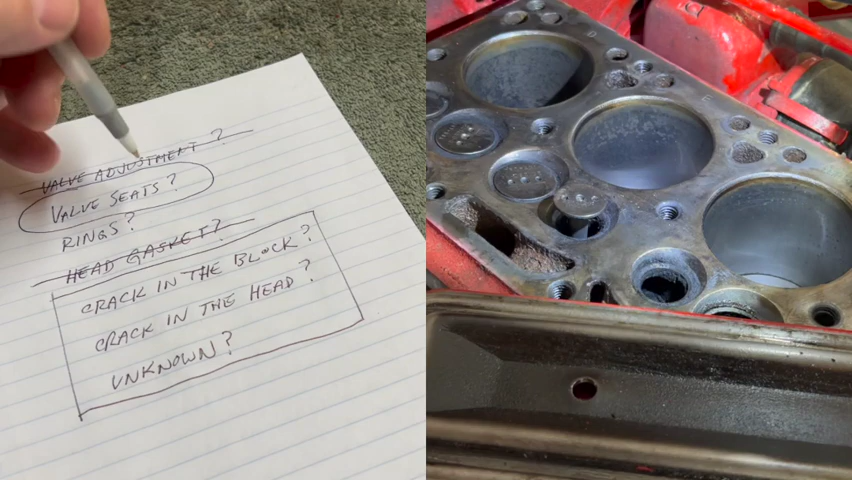 VALVE ADJUSTMENT ?
VALVE SEATS ?
RINGS ?
HEAD GASKET ?
CRACK IN THE BLOCK ?
CRACK IN THE HEAD ?
UNKNOWN ?